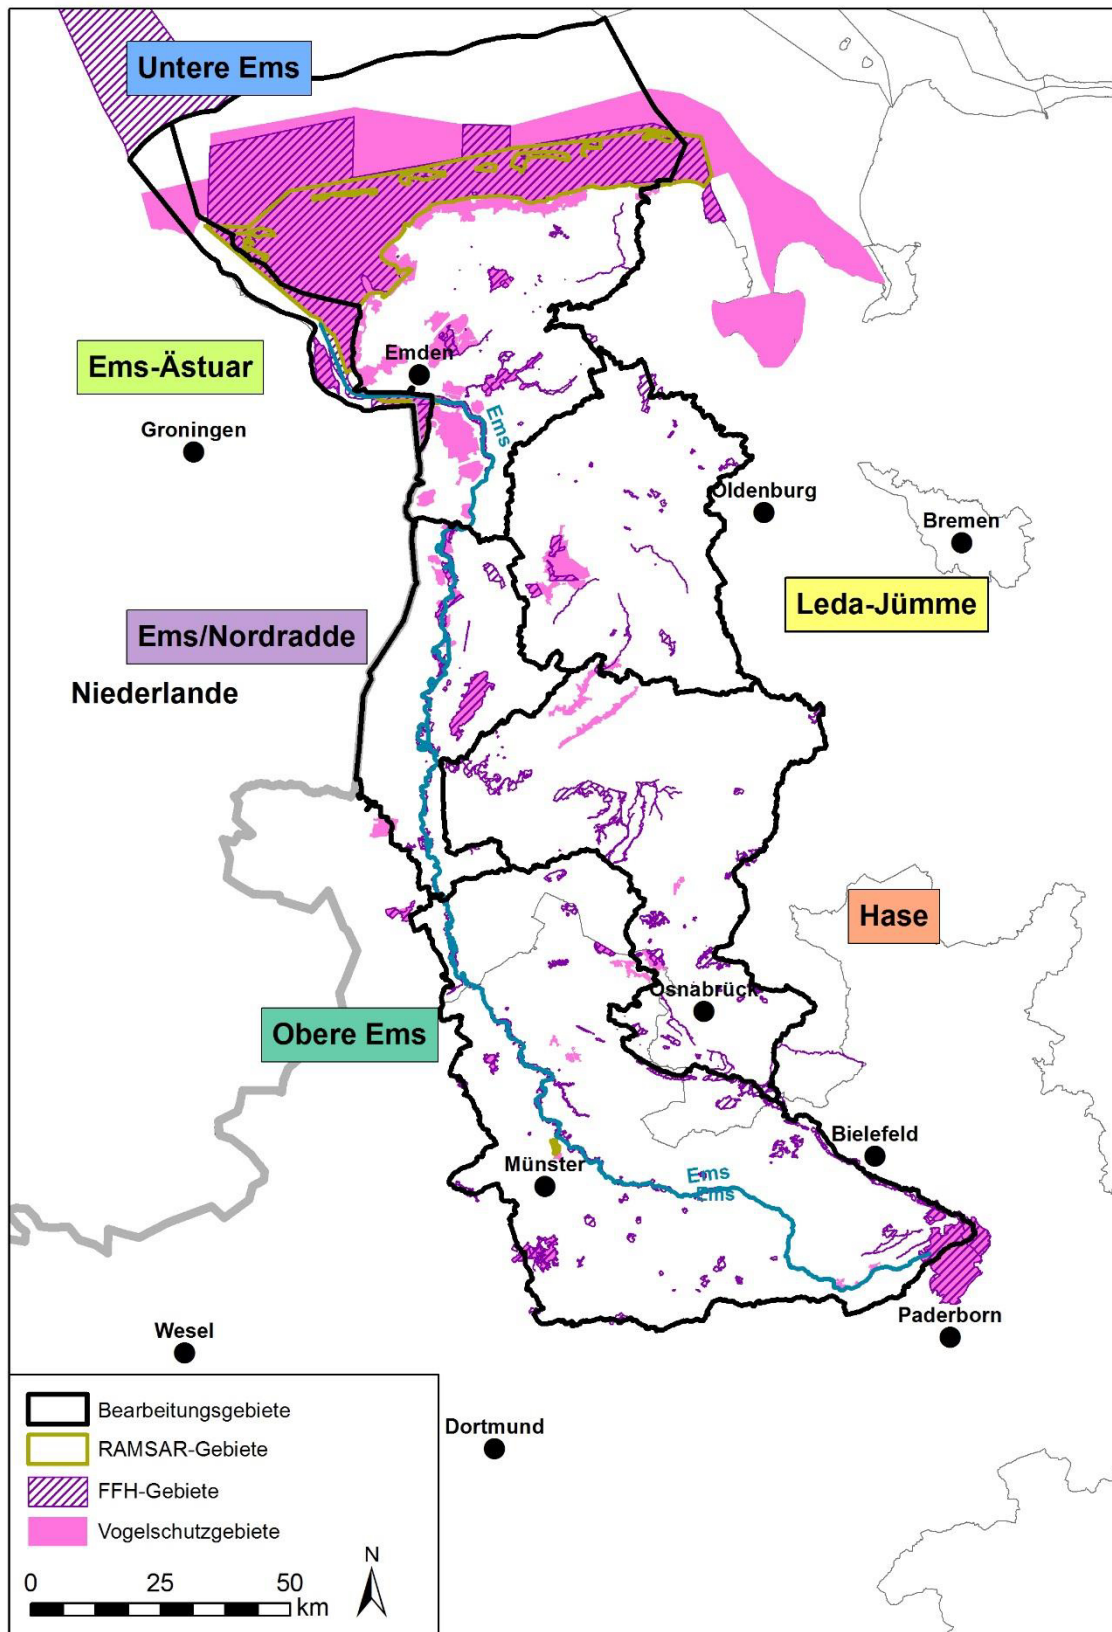 Untere Ems
Ems-Ästuar
Emden
Ems
Groningen
Oldenburg
Bremen
Leda-Jümme
Ems/Nordradde
Niederlande
Hase
Osnabrück
Obere Ems
Bielefeld
Münster
Ems
Ems
Paderborn
Wesel
Dortmund
Bearbeitungsgebiete
RAMSAR-Gebiete
FFH-Gebiete
Vogelschutzgebiete
N
0 25 50
km